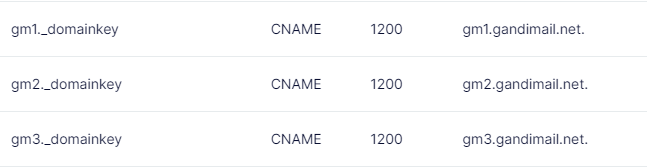 gm1._domainkey CNAME 1200 gm1.gandimail.net.
gm2._domainkey CNAME 1200 gm2.gandimail.net.
gm3._domainkey CNAME 1200 gm3.gandimail.net.